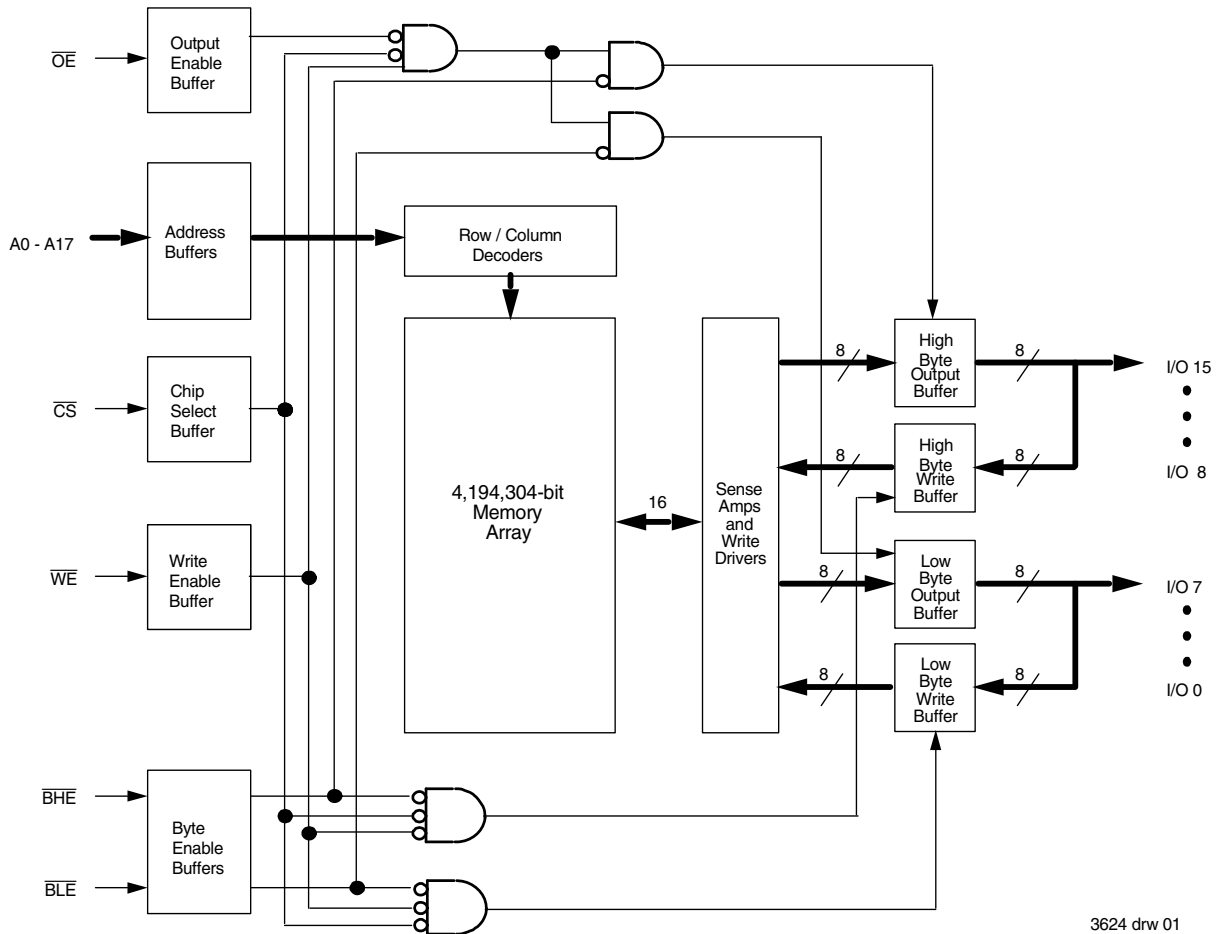 OE
Output
Enable
Buffer
A0 - A17
Address
Buffers
Row / Column
Decoders
CS
Chip
Select
Buffer
WE
Write
Enable
Buffer
4,194,304-bit
Memory
Array
16
Sense
Amps
and
Write
Drivers
8
High
Byte
Output
Buffer
8
I/O 15
8
High
Byte
Write
Buffer
8
I/O 8
8
Low
Byte
Output
Buffer
8
I/O 7
8
Low
Byte
Write
Buffer
8
I/O 0
BHE
Byte
Enable
Buffers
BLE
3624 drw 01